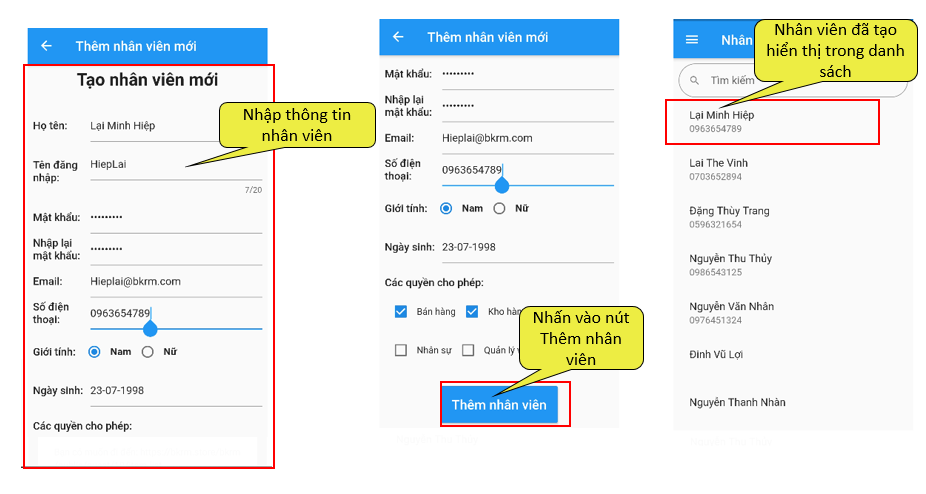 Thêm nhân viên mới
Tạo nhân viên mới
Họ tên:
Lại Minh Hiệp
Tên đăng
nhập:
HiepLai
7/20
Mật khẩu:
•••••••••
Nhập lại
mật khẩu:
•••••••••
Email:
Hieplai@bkrm.com
Số điện
thoại:
0963654789
Giới tính:
Nam
Nữ
Ngày sinh:
23-07-1998
Các quyền cho phép:
Nhập thông tin
nhân viên
Thêm nhân viên mới
Mật khẩu:
•••••••••
Nhập lại
mật khẩu:
•••••••••
Email:
Hieplai@bkrm.com
Số điện
thoại:
0963654789
Giới tính:
Nam
Nữ
Ngày sinh:
23-07-1998
Các quyền cho phép:
Bán hàng
Kho
Nhân sự
Quản lý
Thêm nhân viên
Nhấn vào nút
Thêm nhân
viên
Nhân
Tìm kiếm
Nhân viên đã tạo
hiển thị trong danh
sách
Lại Minh Hiệp
0963654789
Lai The Vinh
0703652894
Đặng Thùy Trang
0596321654
Nguyễn Thu Thủy
0986543125
Nguyễn Văn Nhân
0976451324
Đinh Vũ Lợi
Nguyễn Thanh Nhàn